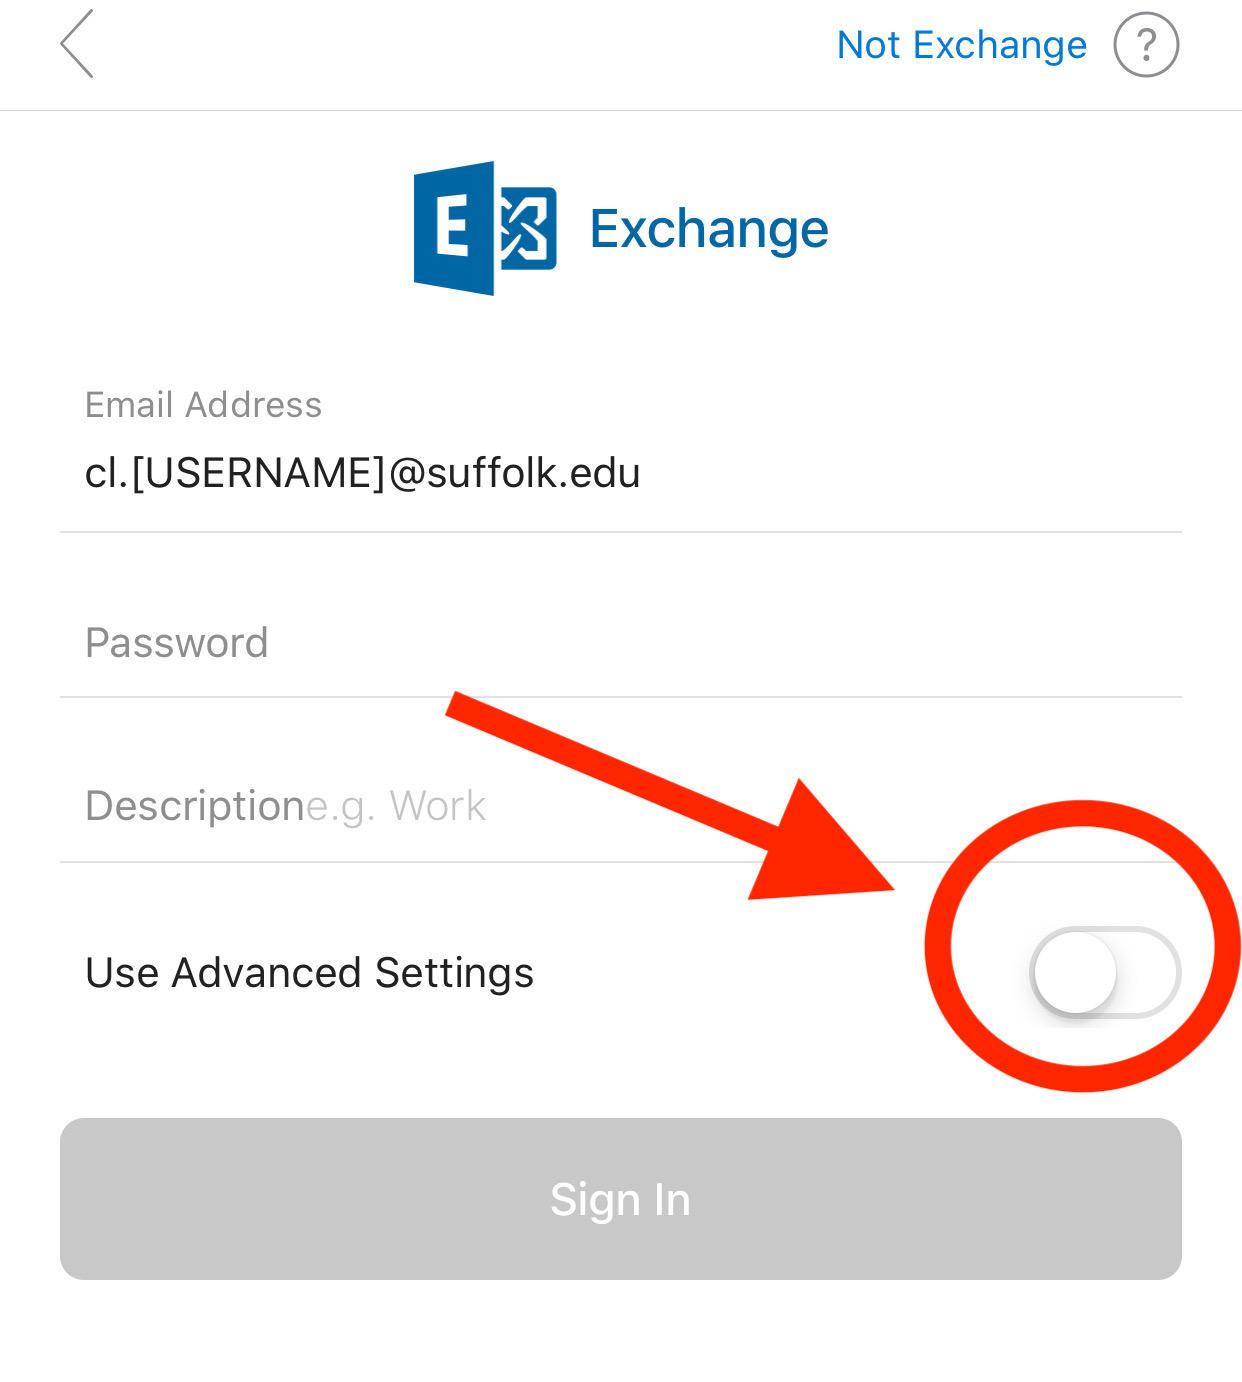 Not Exchange ?
E Exchange
Email Address
cl.[USERNAME]@suffolk.edu
Password
Descriptione.g. Work
Use Advanced Settings
Sign In